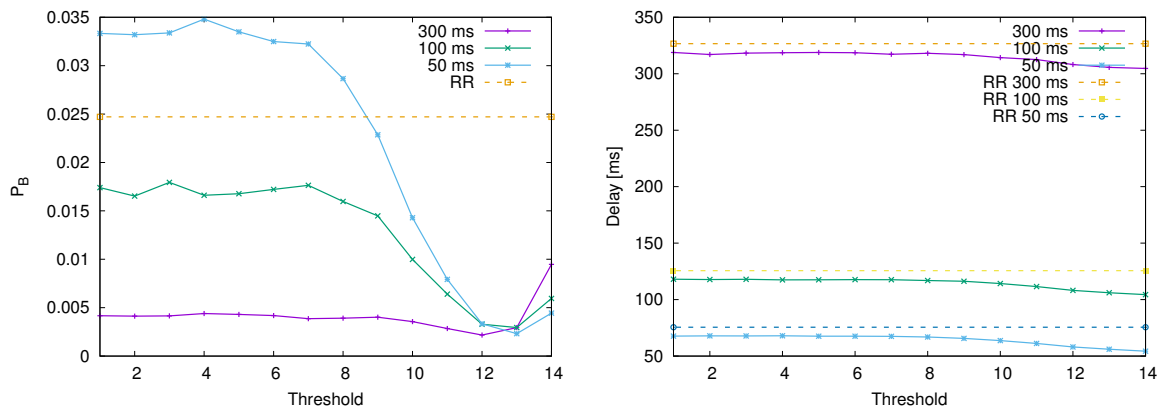 0.035
0.03
0.025
0.02
0.015
0.01
0.005
0
P_B
2 4 6 8 10 12 14
Threshold
300 ms
100 ms
50 ms
RR
350
300
250
200
150
100
50
Delay [ms]
2 4 6 8 10 12 14
Threshold
300 ms
100 ms
50 ms
RR 300 ms
RR 100 ms
RR 50 ms